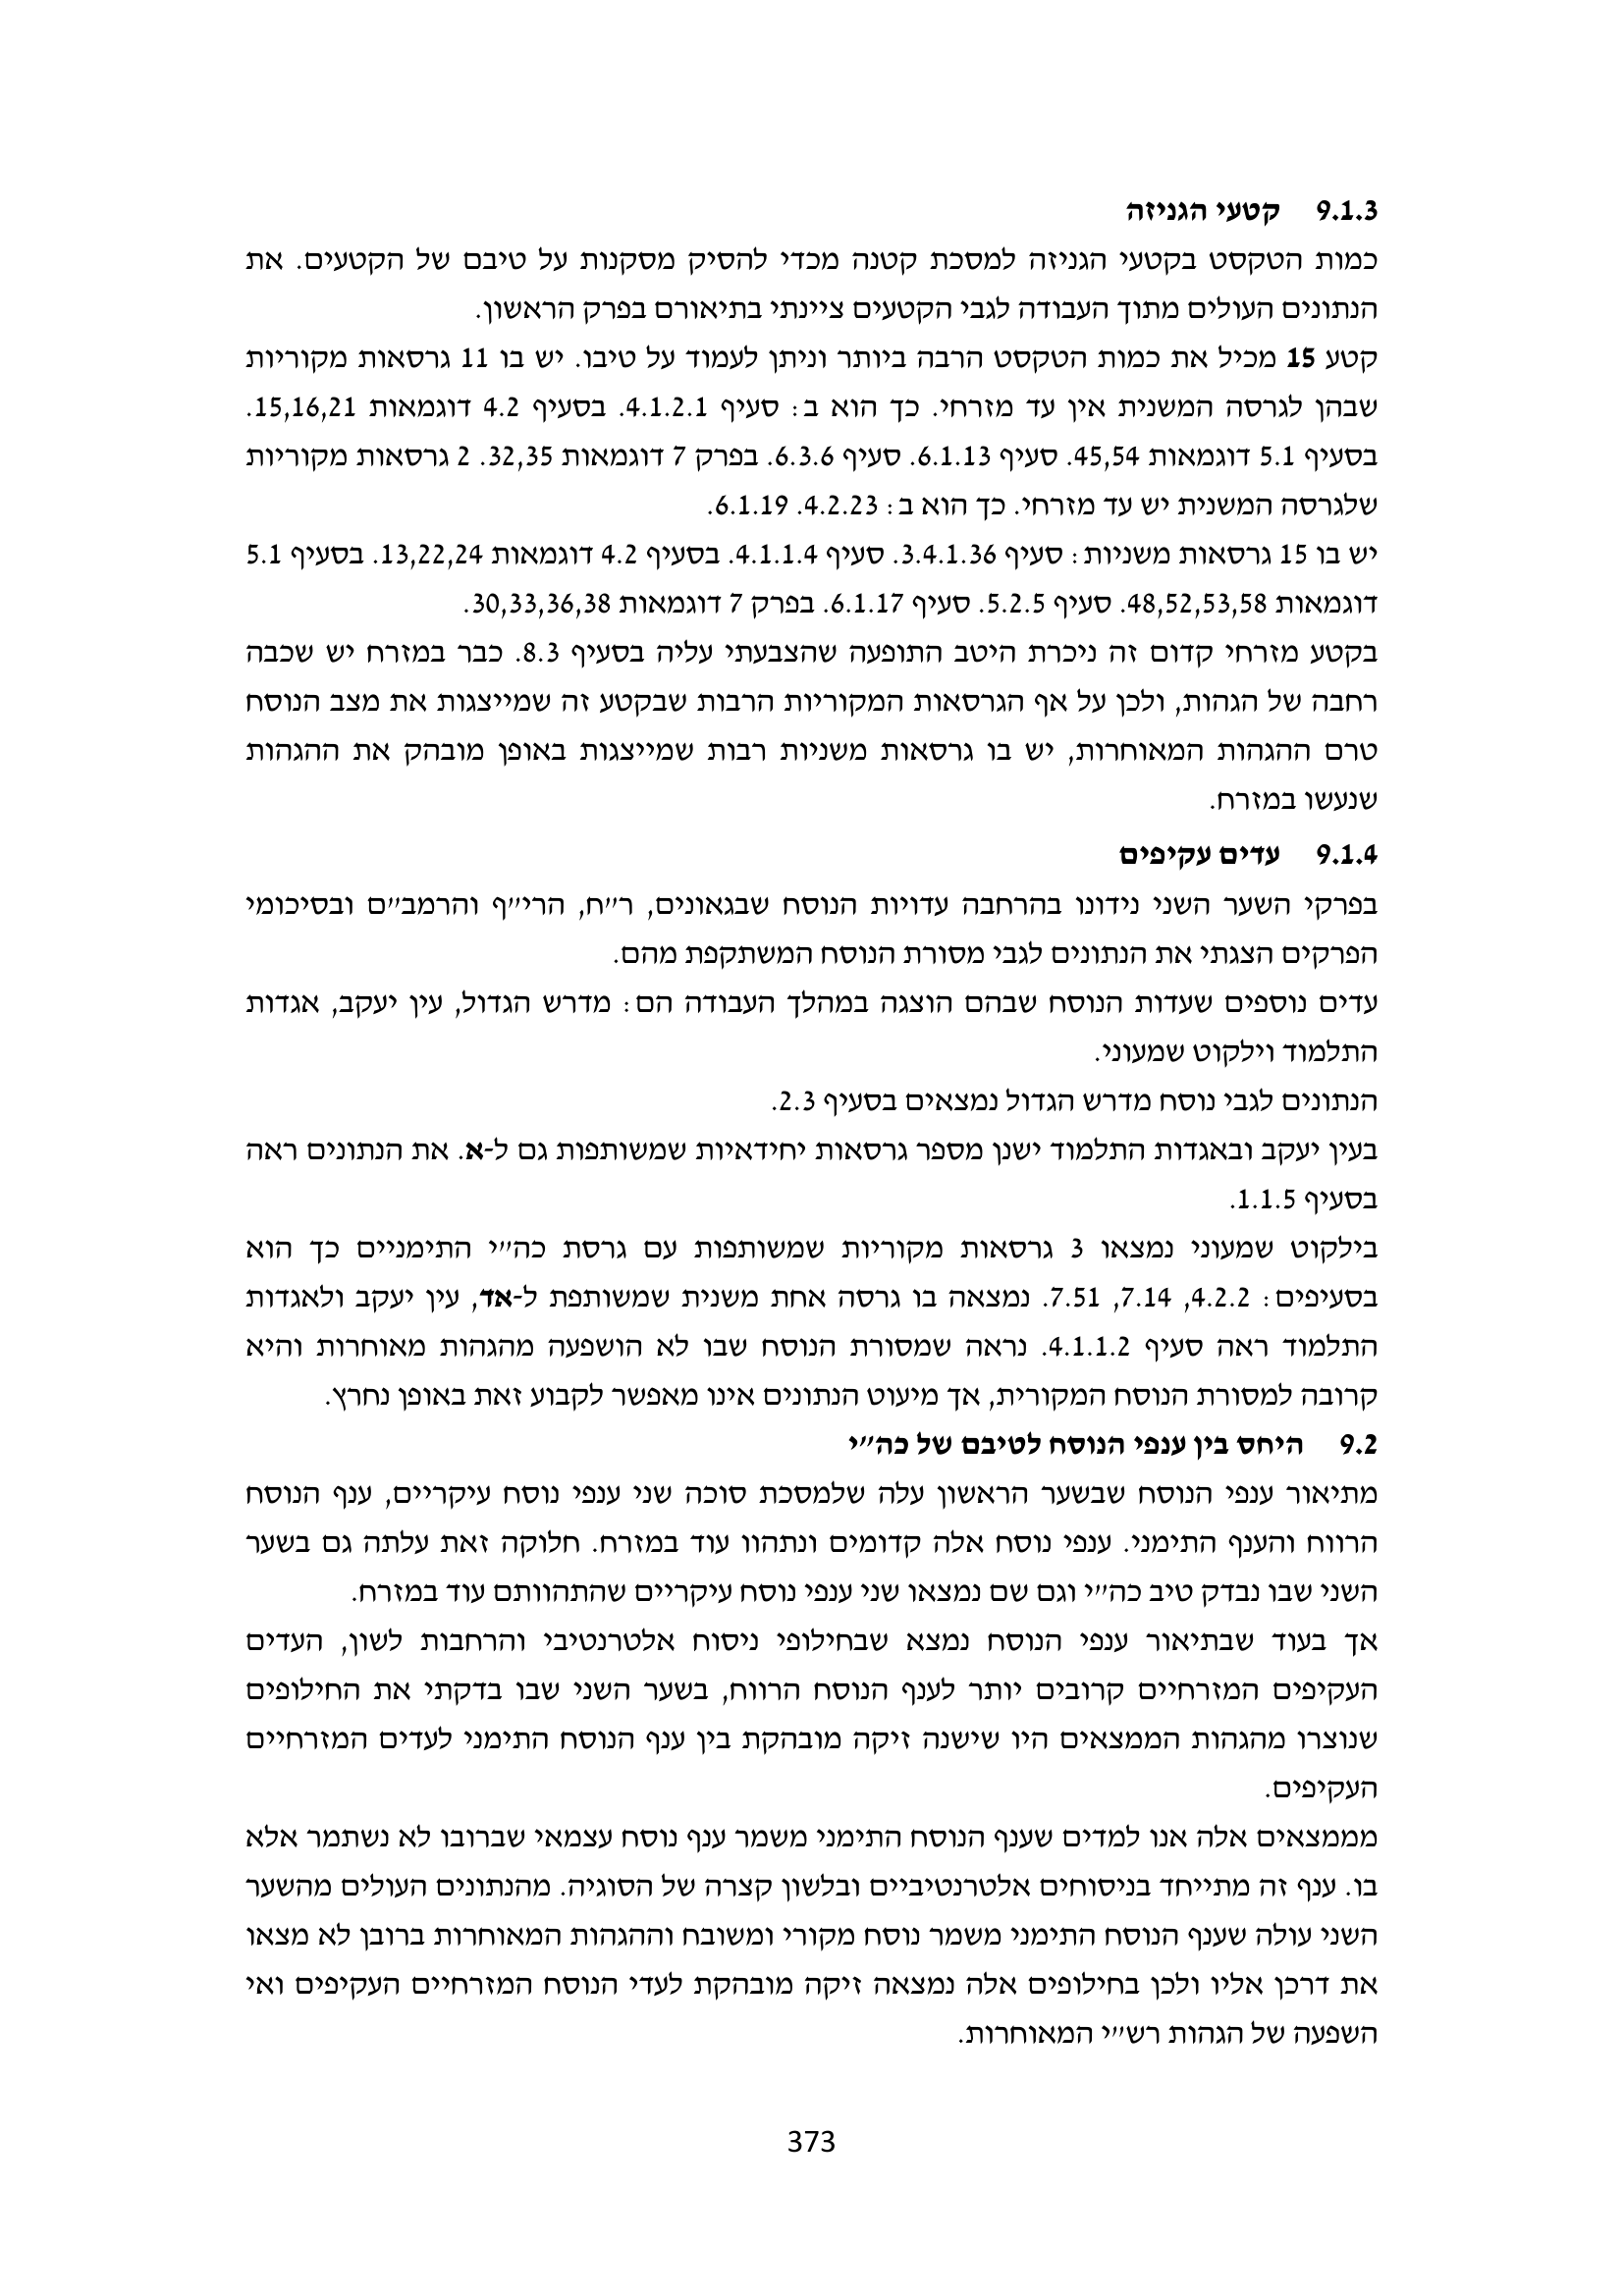 9.1.3 קטעי הגניזה
כמות הטקסט בקטעי הגניזה למסכת קטנה מכדי להסיק מסקנות על טיבם של הקטעים. את
הנתונים העולים מתוך העבודה לגבי הקטעים ציינתי בתיאורם בפרק הראשון.
קטע 15 מכיל את כמות הטקסט הרבה ביותר וניתן לעמוד על טיבו. יש בו 11 גרסאות מקוריות
שבהן לגרסה המשנית אין עד מזרחי. כך הוא ב: סעיף 4.1.2.1. בסעיף 4.2 דוגמאות 15,16,21.
בסעיף 5.1 דוגמאות 45,54. סעיף 6.1.13. סעיף 6.3.6. בפרק 7 דוגמאות 32,35. 2 גרסאות מקוריות
שלגרסה המשנית יש עד מזרחי. כך הוא ב: 4.2.23. 6.1.19.
יש בו 15 גרסאות משניות: סעיף 3.4.1.36. סעיף 4.1.1.4. בסעיף 4.2 דוגמאות 13,22,24. בסעיף 5.1
דוגמאות 48,52,53,58. סעיף 5.2.5. סעיף 6.1.17. בפרק 7 דוגמאות 30,33,36,38.
בקטע מזרחי קדום זה ניכרת היטב התופעה שהצבעתי עליה בסעיף 8.3. כבר במזרח יש שכבה
רחבה של הגהות, ולכן על אף הגרסאות המקוריות הרבות שבקטע זה שמייצגות את מצב הנוסח
טרם ההגהות המאוחרות, יש בו גרסאות משניות רבות שמייצגות באופן מובהק את ההגהות
שנעשו במזרח.
9.1.4 עדים עקיפים
בפרקי השער השני נידונו בהרחבה עדויות הנוסח שבגאונים, ר״ח, הרי״ף והרמב״ם ובסיכומי
הפרקים הצגתי את הנתונים לגבי מסורת הנוסח המשתקפת מהם.
עדים נוספים שעדות הנוסח שבהם הוצגה במהלך העבודה הם: מדרש הגדול, עין יעקב, אגדות
התלמוד וילקוט שמעוני.
הנתונים לגבי נוסח מדרש הגדול נמצאים בסעיף 2.3.
בעין יעקב ובאגדות התלמוד ישנן מספר גרסאות יחידאיות שמשותפות גם ל-א. את הנתונים ראה
בסעיף 1.1.5.
בילקוט שמעוני נמצאו 3 גרסאות מקוריות שמשותפות עם גרסת כה״י התימניים כך הוא
בסעיפים: 4.2.2, 7.14, 7.51. נמצאה בו גרסה אחת משנית שמשותפת ל-אד, עין יעקב ולאגדות
התלמוד ראה סעיף 4.1.1.2. נראה שמסורת הנוסח שבו לא הושפעה מהגהות מאוחרות והיא
קרובה למסורת הנוסח המקורית, אך מיעוט הנתונים אינו מאפשר לקבוע זאת באופן נחרץ.
9.2 היחס בין ענפי הנוסח לטיבם של כה״י
מתיאור ענפי הנוסח שבשער הראשון עלה שלמסכת סוכה שני ענפי נוסח עיקריים, ענף הנוסח
הרווח והענף התימני. ענפי נוסח אלה קדומים ונתהוו עוד במזרח. חלוקה זאת עלתה גם בשער
השני שבו נבדק טיב כה״י וגם שם נמצאו שני ענפי נוסח עיקריים שהתהוותם עוד במזרח.
אך בעוד שבתיאור ענפי הנוסח נמצא שבחילופי ניסוח אלטרנטיבי והרחבות לשון, העדים
העקיפים המזרחיים קרובים יותר לענף הנוסח הרווח, בשער השני שבו בדקתי את החילופים
שנוצרו מהגהות הממצאים היו שישנה זיקה מובהקת בין ענף הנוסח התימני לעדים המזרחיים
העקיפים.
מממצאים אלה אנו למדים שענף הנוסח התימני משמר ענף נוסח עצמאי שברובו לא נשתמר אלא
בו. ענף זה מתייחד בניסוחים אלטרנטיביים ובלשון קצרה של הסוגיה. מהנתונים העולים מהשער
השני עולה שענף הנוסח התימני משמר נוסח מקורי ומשובח וההגהות המאוחרות ברובן לא מצאו
את דרכן אליו ולכן בחילופים אלה נמצאה זיקה מובהקת לעדי הנוסח המזרחיים העקיפים ואי
השפעה של הגהות רש״י המאוחרות.
373